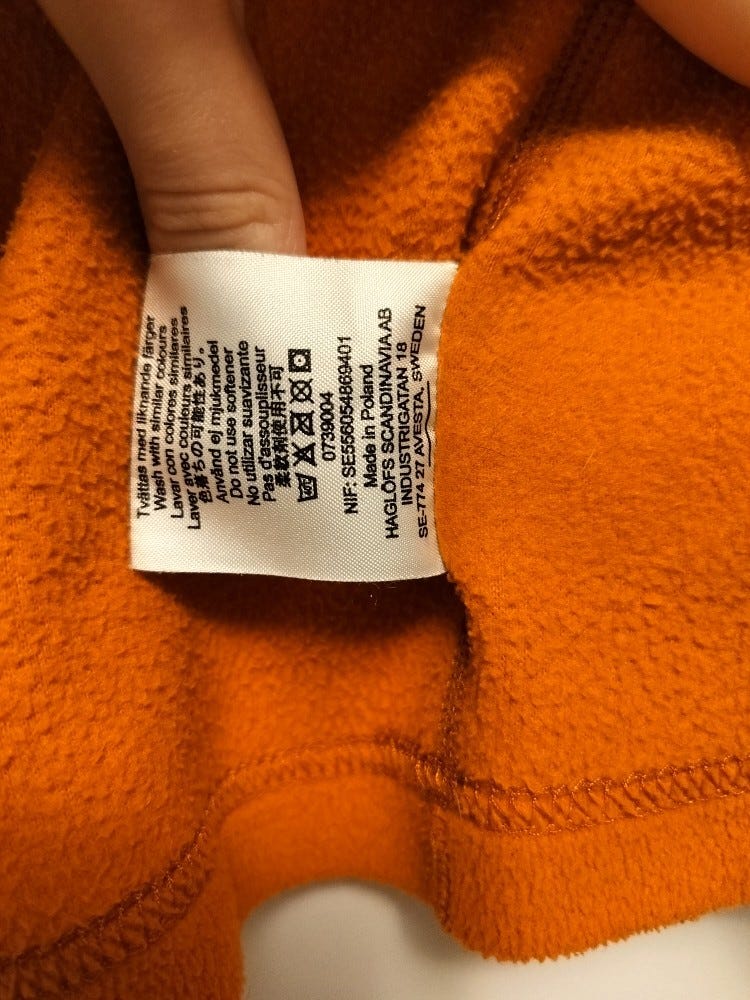 Tvättas med liknande färger
Wash with similar colours
Lavar con colores similares
Laver avec couleurs similaires
色落ちの可能性あり。
Använd ej mjukmedel
Do not use softener
No utilizar suavizante
Pas d'assouplisseur
柔軟剤使用不可
0739004
NIF: SE556054869401
Made in Poland
HAGLÖFS SCANDINAVIA AB
INDUSTRIGATAN 18
SE-774 27 AVESTA, SWEDEN